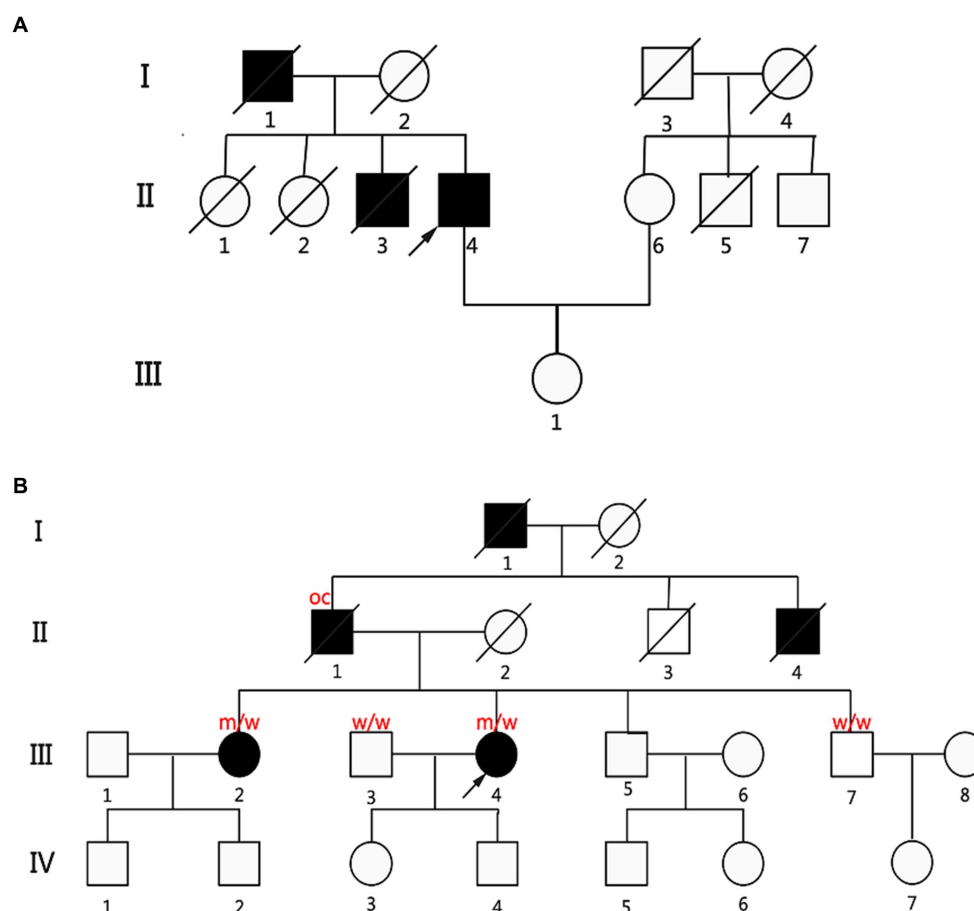 A
I
1 2 3 4
II
1 2 3 4 6 5 7
III
1
B
I
1 2
oc
II
1 2 3 4
m/w w/w m/w w/w
III
1 2 3 4 5 6 7 8
IV
1 2 3 4 5 6 7